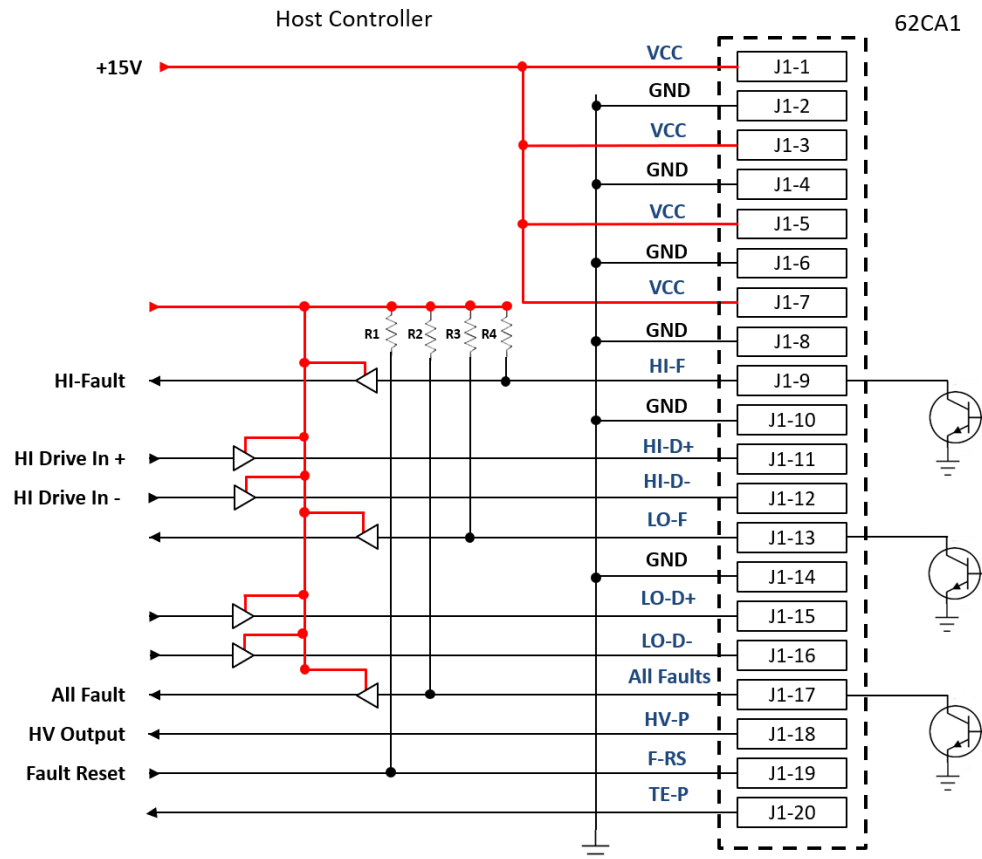 Host Controller
62CA1
+15V
VCC
J1-1
GND
J1-2
VCC
J1-3
GND
J1-4
VCC
J1-5
GND
J1-6
VCC
J1-7
R1 R2 R3 R4
GND
J1-8
HI-Fault
HI-F
J1-9
GND
J1-10
HI Drive In +
HI-D+
J1-11
HI Drive In -
HI-D-
J1-12
LO-F
J1-13
GND
J1-14
LO-D+
J1-15
LO-D-
J1-16
All Fault
All Faults
J1-17
HV Output
HV-P
J1-18
Fault Reset
F-RS
J1-19
TE-P
J1-20